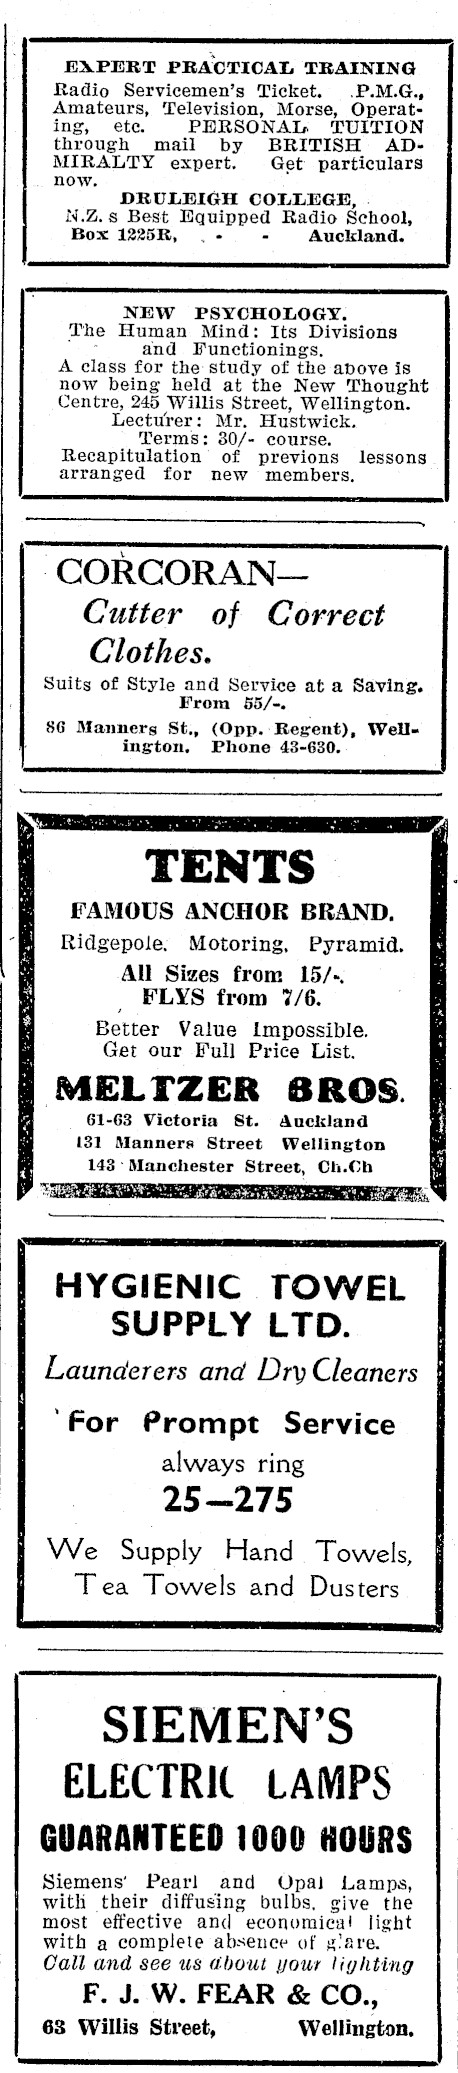 EXPERT PRACTICAL TRAINING
Radio Servicemen's Ticket. P.M.G.,
Amateurs, Television, Morse, Operat-
ing, etc. PERSONAL TUITION
through mail by BRITISH AD-
MIRALTY expert. Get particulars
now.
DRULEIGH COLLEGE,
N.Z.s Best Equipped Radio School,
Box 1225R, - - Auckland.
NEW PSYCHOLOGY.
The Human Mind: Its Divisions
and Functionings.
A class for the study of the above is
now being held at the New Thought
Centre, 245 Willis Street, Wellington.
Lecturer: Mr. Hustwick.
Terms: 30/- course.
Recapitulation of previons lessons
arranged for new members.
CORCORAN—
Cutter of Correct
Clothes.
Suits of Style and Service at a Saving.
From 55/-.
86 Manners St., (Opp. Regent), Well-
ington. Phone 43-630.
TENTS
FAMOUS ANCHOR BRAND.
Ridgepole. Motoring, Pyramid.
All Sizes from 15/-.
FLYS from 7/6.
Better Value Impossible.
Get our Full Price List.
MELTZER BROS.
61-63 Victoria St. Auckland
131 Manners Street Wellington
143 Manchester Street, Ch.Ch
HYGIENIC TOWEL
SUPPLY LTD.
Launderers and Dry Cleaners
For Prompt Service
always ring
25—275
We Supply Hand Towels,
Tea Towels and Dusters
SIEMEN'S
ELECTRIC LAMPS
GUARANTEED 1000 HOURS
Siemens' Pearl and Opal Lamps,
with their diffusing bulbs, give the
most effective and economical light
with a complete absence of glare.
Call and see us about your lighting
F. J. W. FEAR & CO.,
63 Willis Street, Wellington.